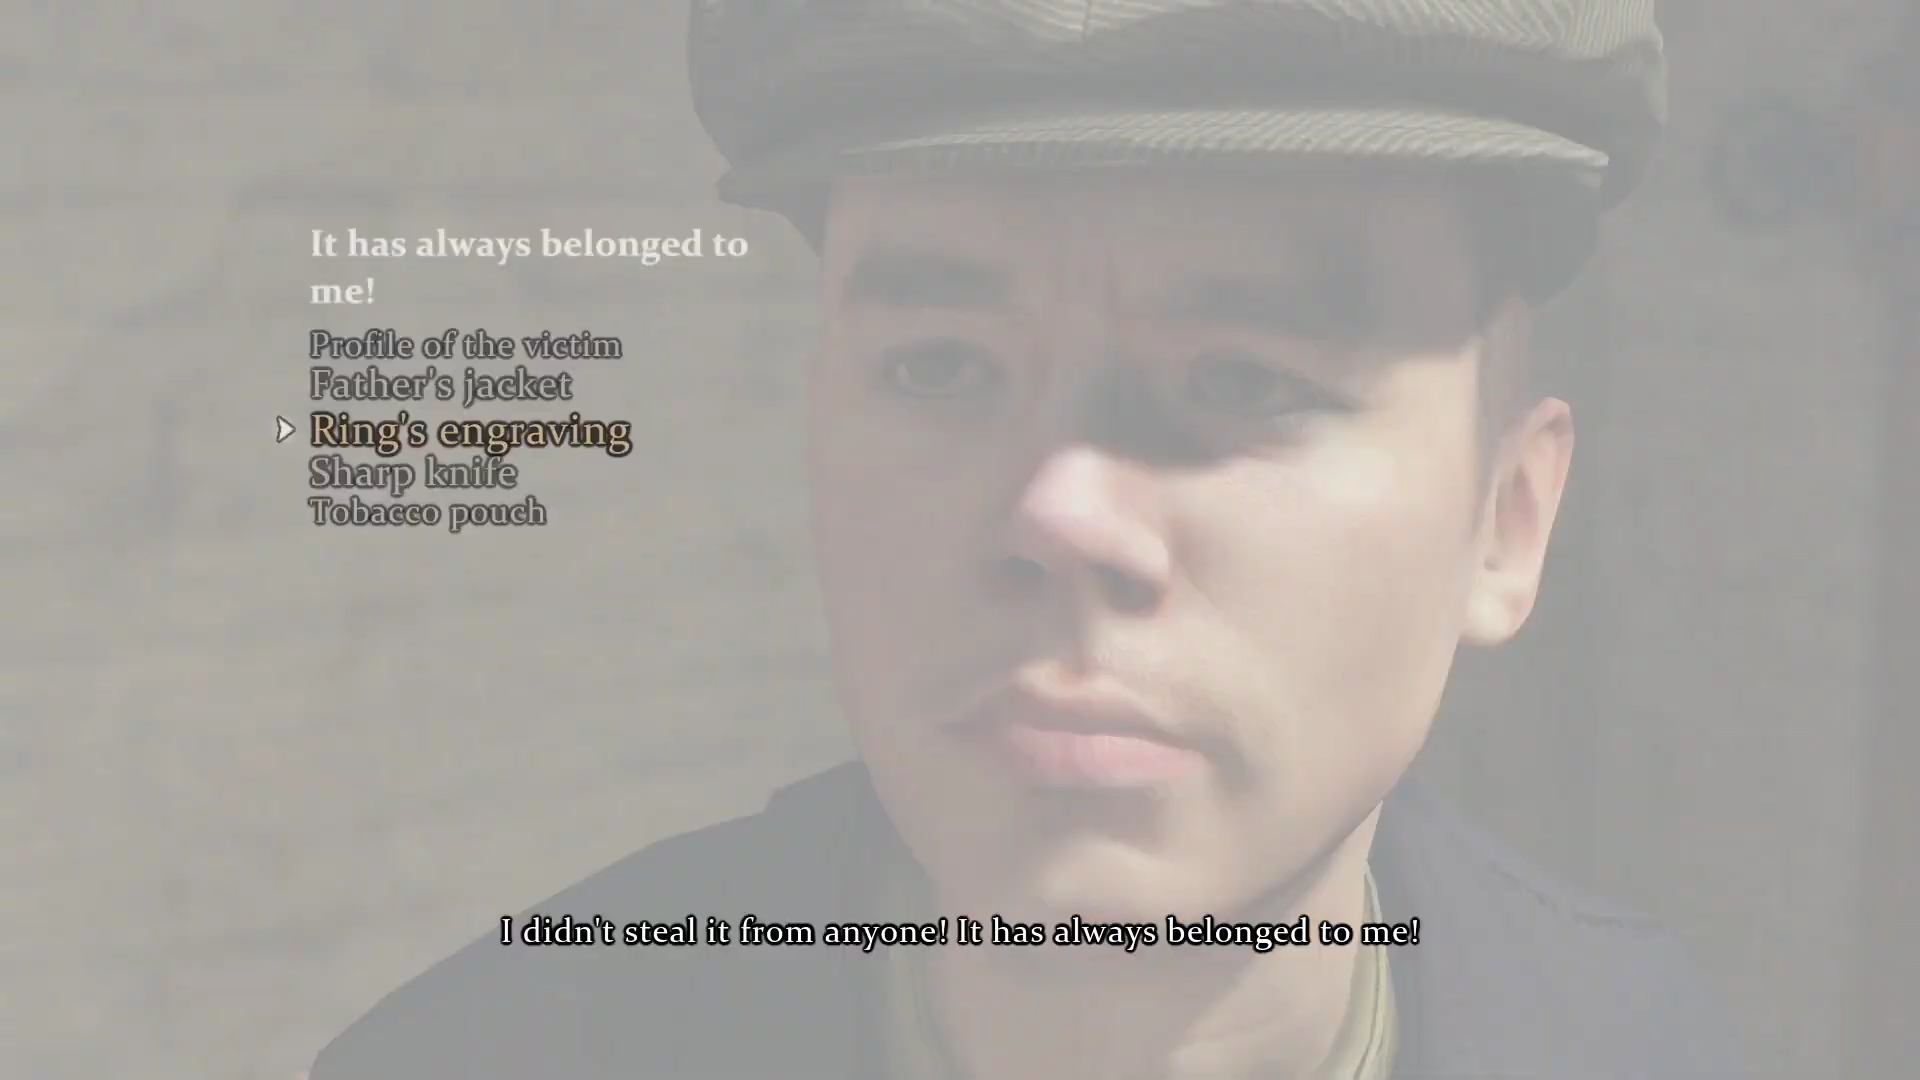 It has always belonged to
me!
Profile of the victim
Father's jacket
Ring's engraving
Sharp knife
Tobacco pouch
I didn't steal it from anyone! It has always belonged to me!